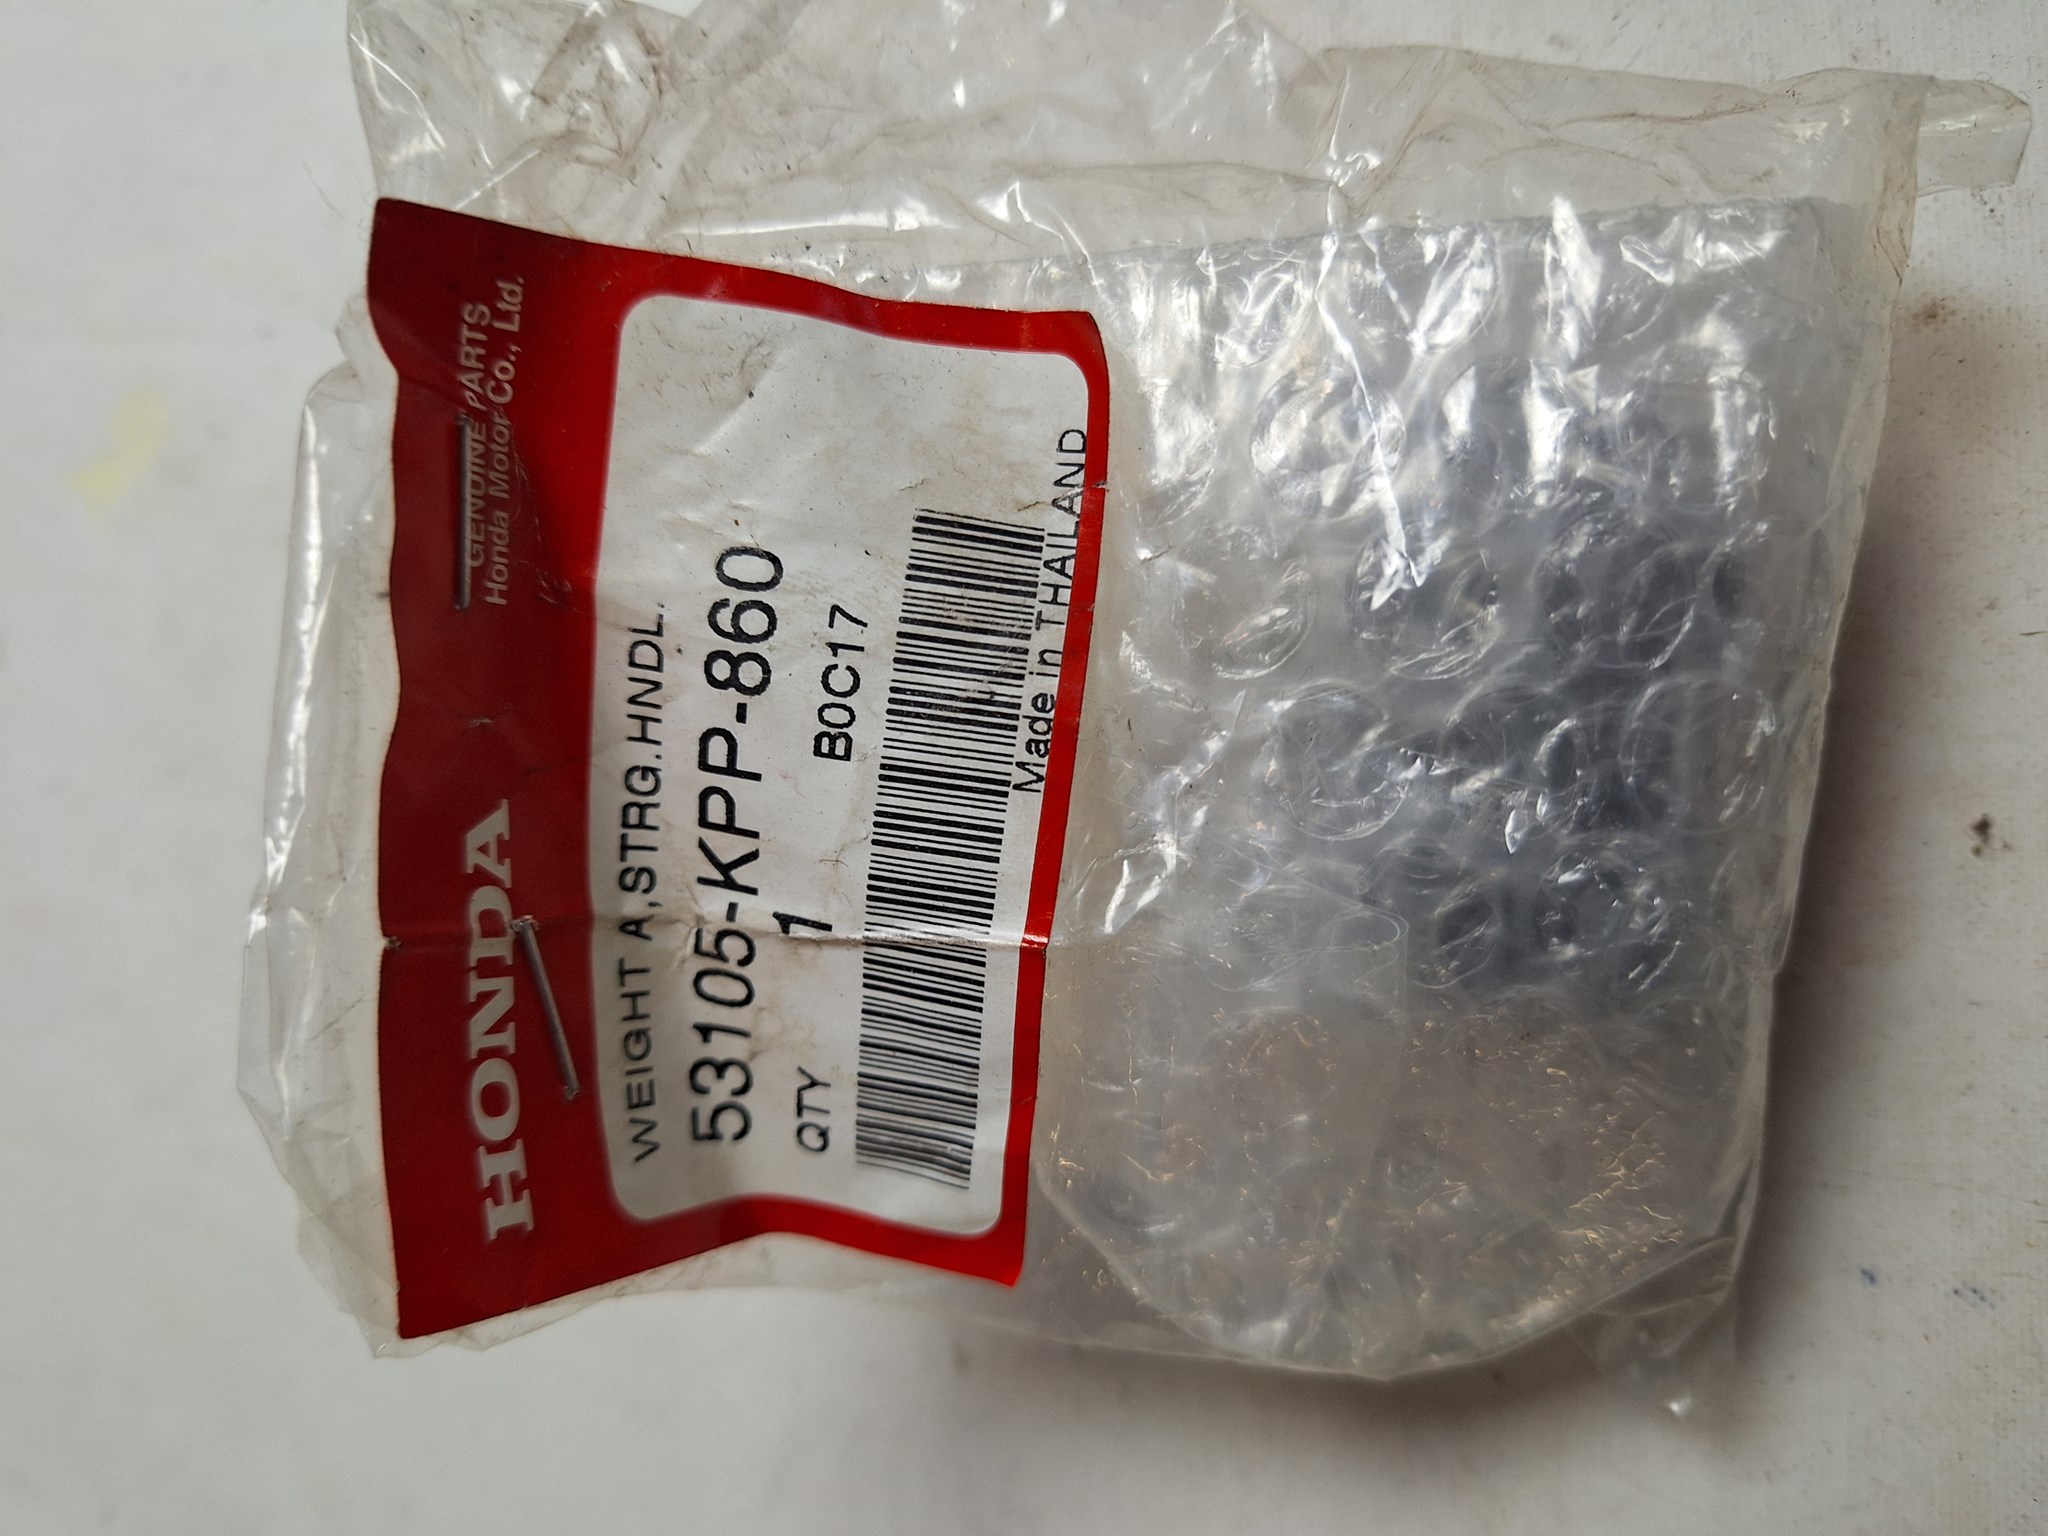 HONDA
GENUINE PARTS
Honda Motor Co., Ltd.
WEIGHT A,STRG.HNDL.
53105-KPP-860
QTY 1 B0C17
Made in THAILAND